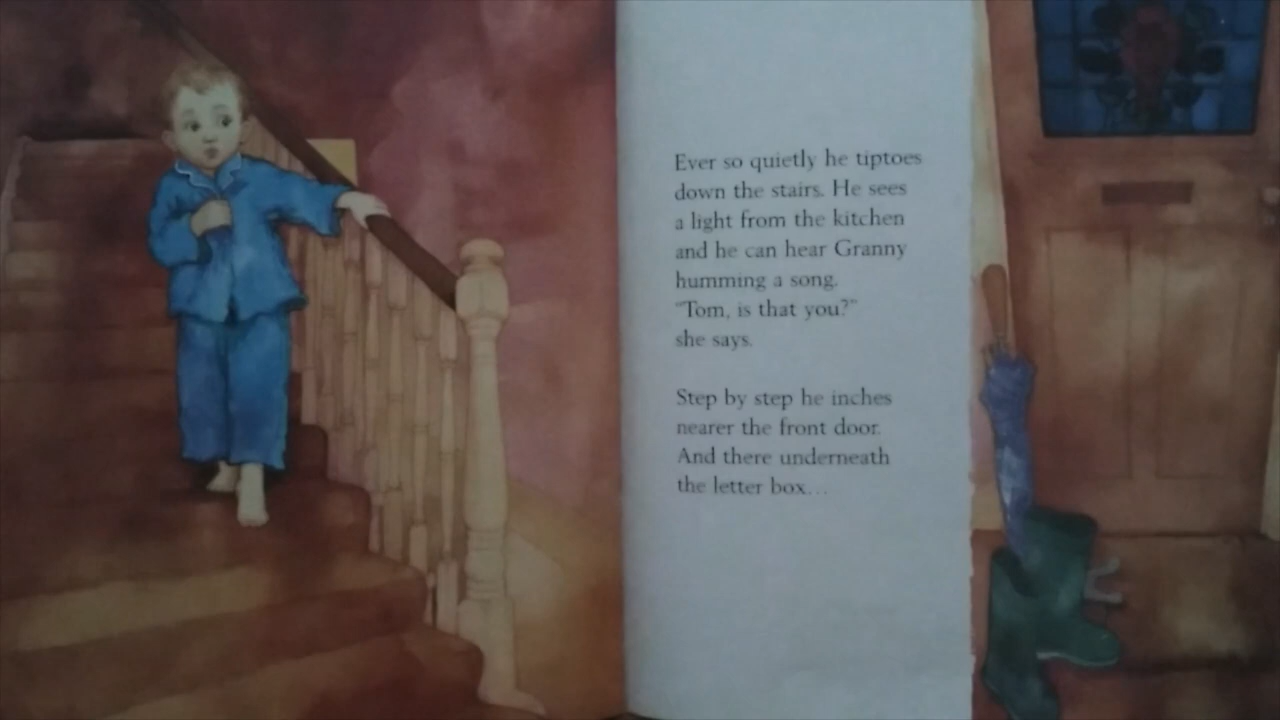 Ever so quietly he tiptoes
down the stairs. He sees
a light from the kitchen
and he can hear Granny
humming a song.
“Tom, is that you?”
she says.
Step by step he inches
nearer the front door.
And there underneath
the letter box...